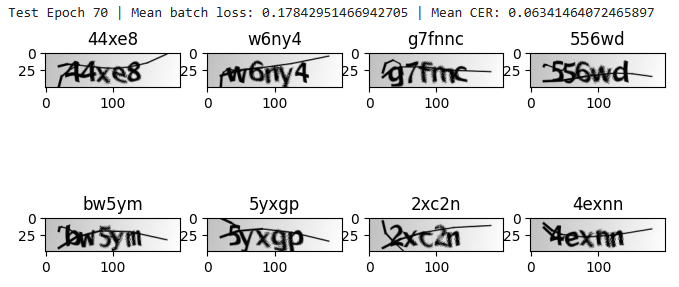 Test Epoch 70 | Mean batch loss: 0.17842951466942705 | Mean CER: 0.06341464072465897
44xe8 w6ny4 g7fnnc 556wd
0 0 0 0
44xe8 w6ny4 g7fmc 556wd
25 25 25 25
0 100 0 100 0 100 0 100
bw5ym 5yxgp 2xc2n 4exnn
0 0 0 0
bw5ym 5yxgp 2xc2n 4exnn
25 25 25 25
0 100 0 100 0 100 0 100